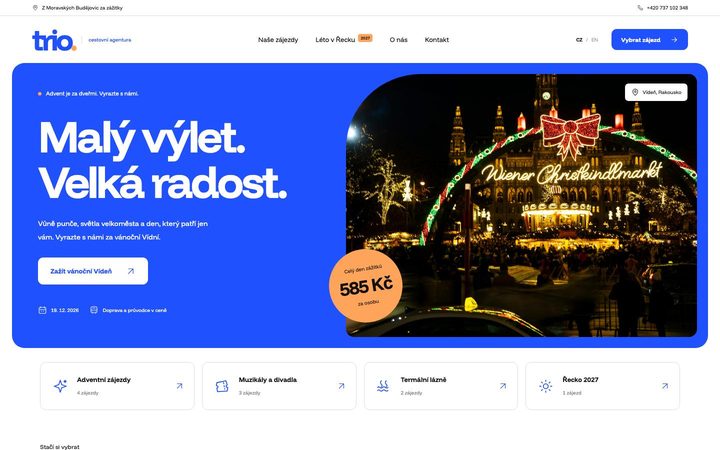 Z Moravských Budějovic za zážitky
+420 737 102 348
trio.
cestovní agentura
Naše zájezdy
Léto v Řecku 2027
O nás
Kontakt
CZ / EN
Vybrat zájezd
Advent je za dveřmi. Vyrazte s námi.
Vídeň, Rakousko
Malý výlet.
Velká radost.
Wiener Christkindlmarkt
Vůně punče, světla velkoměsta a den, který patří jen
vám. Vyrazte s námi za vánoční Vídní.
Zažít vánoční Vídeň
Celý den zážitků
585 Kč
za osobu
19. 12. 2026
Doprava a průvodce v ceně
Adventní zájezdy
4 zájezdy
Muzikály a divadla
3 zájezdy
Termální lázně
2 zájezdy
Řecko 2027
1 zájezd
Stačí si vybrat